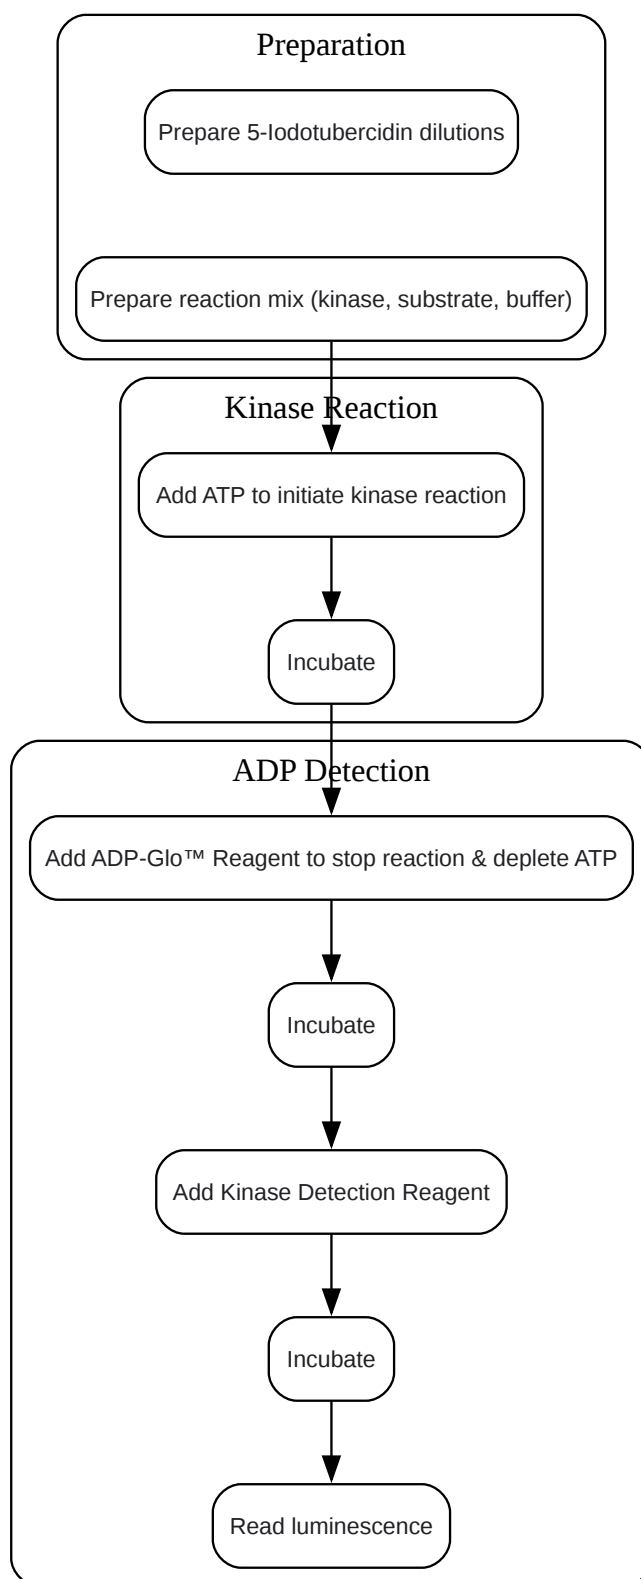 Preparation
Prepare 5-Iodotubercidin dilutions
Prepare reaction mix (kinase, substrate, buffer)
Kinase Reaction
Add ATP to initiate kinase reaction
Incubate
ADP Detection
Add ADP-Glo™ Reagent to stop reaction & deplete ATP
Incubate
Add Kinase Detection Reagent
Incubate
Read luminescence